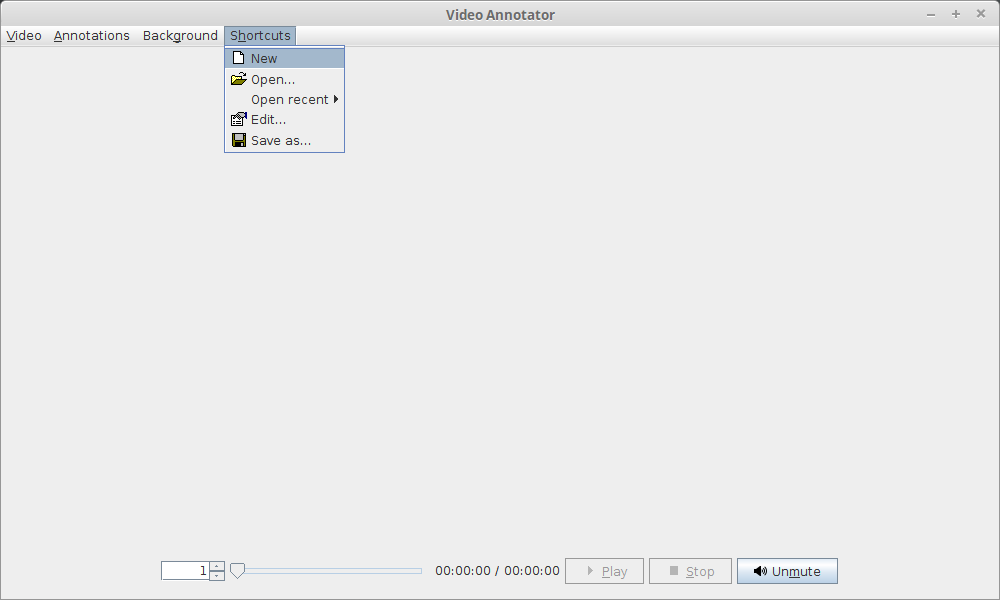 Video Annotator
Video Annotations Background Shortcuts
New
Open...
Open recent
Edit...
Save as...
1 00:00:00 / 00:00:00 Play Stop Unmute